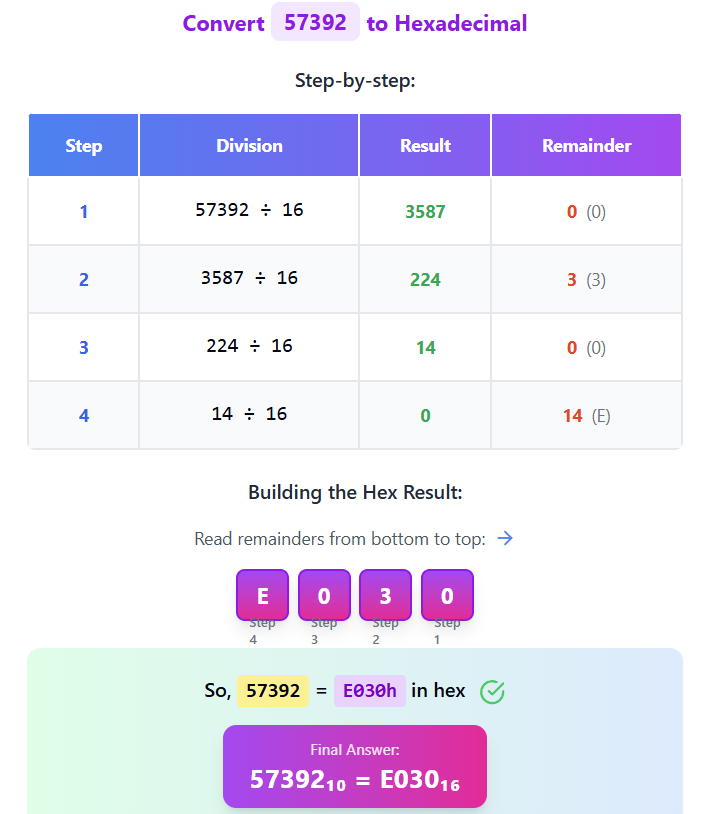 Convert 57392 to Hexadecimal
Step-by-step:
Step Division Result Remainder
1 57392 ÷ 16 3587 0 (0)
2 3587 ÷ 16 224 3 (3)
3 224 ÷ 16 14 0 (0)
4 14 ÷ 16 0 14 (E)
Building the Hex Result:
Read remainders from bottom to top: →
E 0 3 0
Step Step Step Step
4 3 2 1
So, 57392 = E030h in hex
Final Answer:
57392₁₀ = E030₁₆